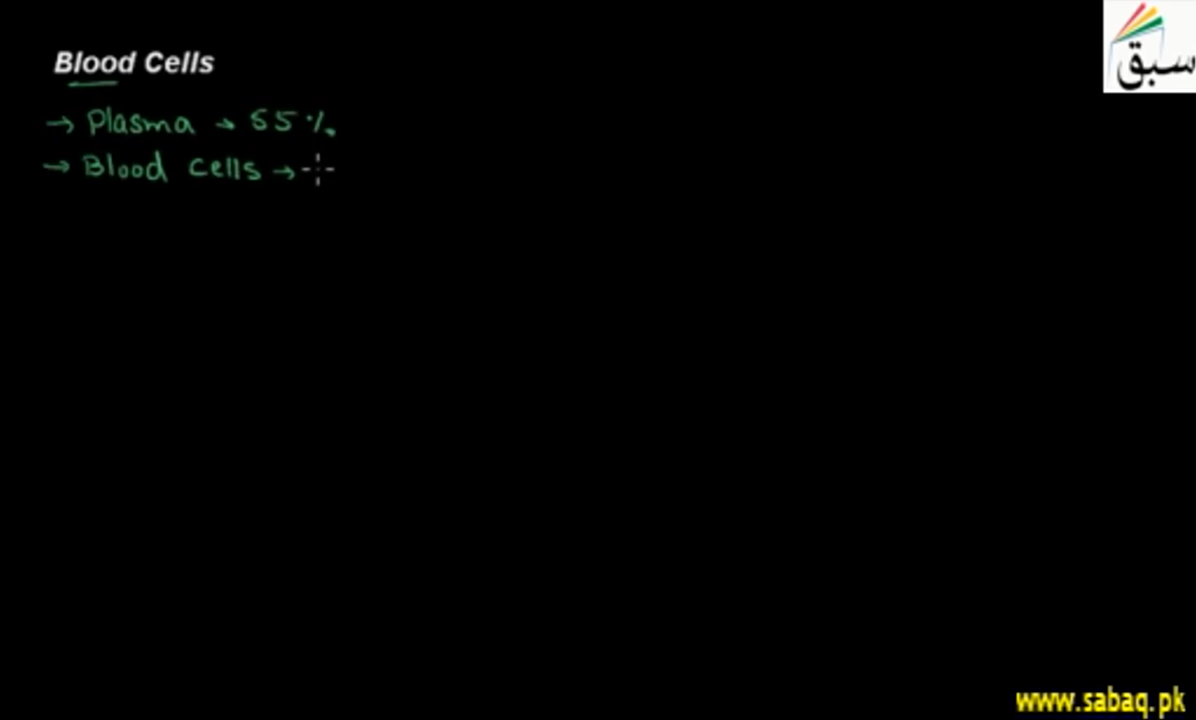 سبق
Blood Cells
→ Plasma → 55%.
→ Blood Cells →
www.sabaq.pk